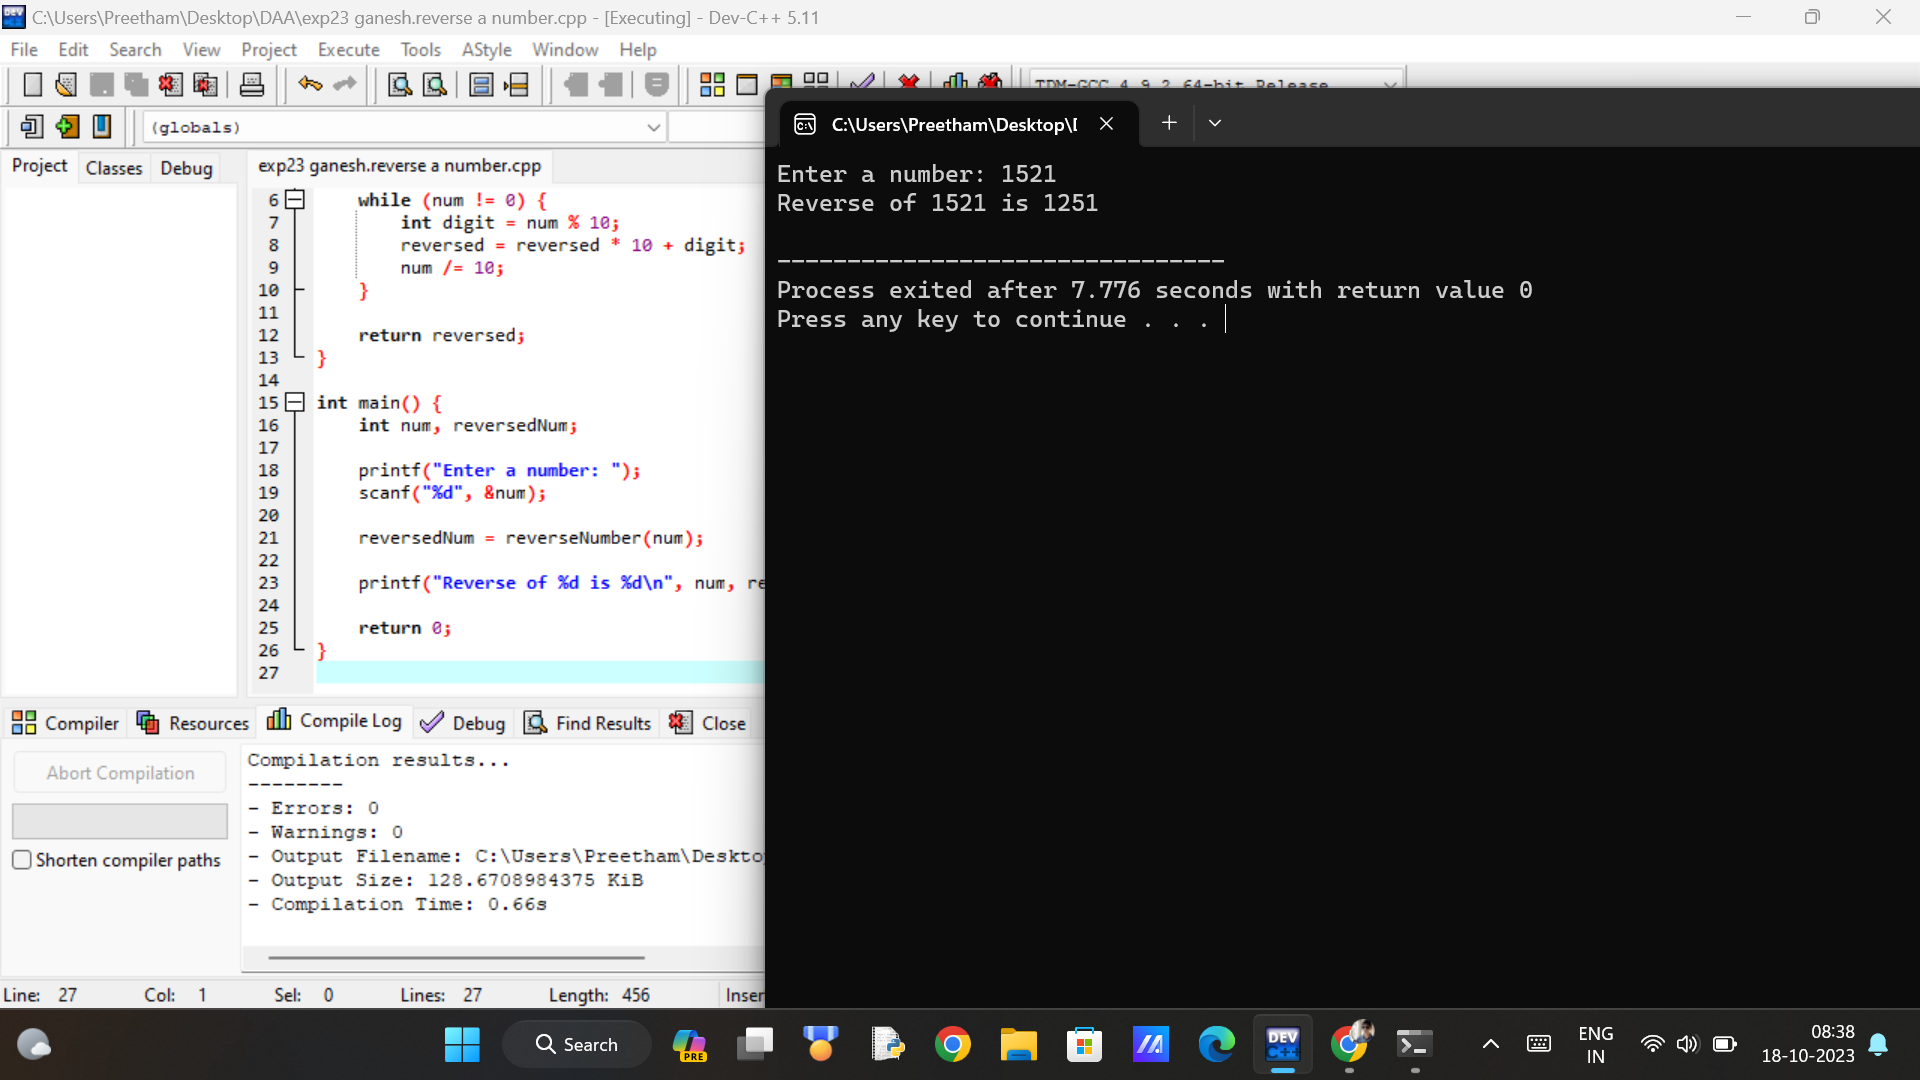 C:\Users\Preetham\Desktop\DAA\exp23 ganesh.reverse a number.cpp - [Executing] - Dev-C++ 5.11
File Edit Search View Project Execute Tools AStyle Window Help
TDM-GCC 4.9.2 64-bit Release
(globals)
Project Classes Debug
exp23 ganesh.reverse a number.cpp
6 while (num != 0) {
7 int digit = num % 10;
8 reversed = reversed * 10 + digit;
9 num /= 10;
10 }
11
12 return reversed;
13 }
14
15 int main() {
16 int num, reversedNum;
17
18 printf("Enter a number: ");
19 scanf("%d", &num);
20
21 reversedNum = reverseNumber(num);
22
23 printf("Reverse of %d is %d\n", num, re
24
25 return 0;
26 }
27
C:\Users\Preetham\Desktop\I
Enter a number: 1521
Reverse of 1521 is 1251
--------------------------------
Process exited after 7.776 seconds with return value 0
Press any key to continue . . .
Compiler Resources Compile Log Debug Find Results Close
Abort Compilation
Shorten compiler paths
Compilation results...
--------
- Errors: 0
- Warnings: 0
- Output Filename: C:\Users\Preetham\Deskto
- Output Size: 128.6708984375 KiB
- Compilation Time: 0.66s
Line: 27 Col: 1 Sel: 0 Lines: 27 Length: 456 Inser
Search
PRE
DEV
C++
ENG
IN
08:38
18-10-2023